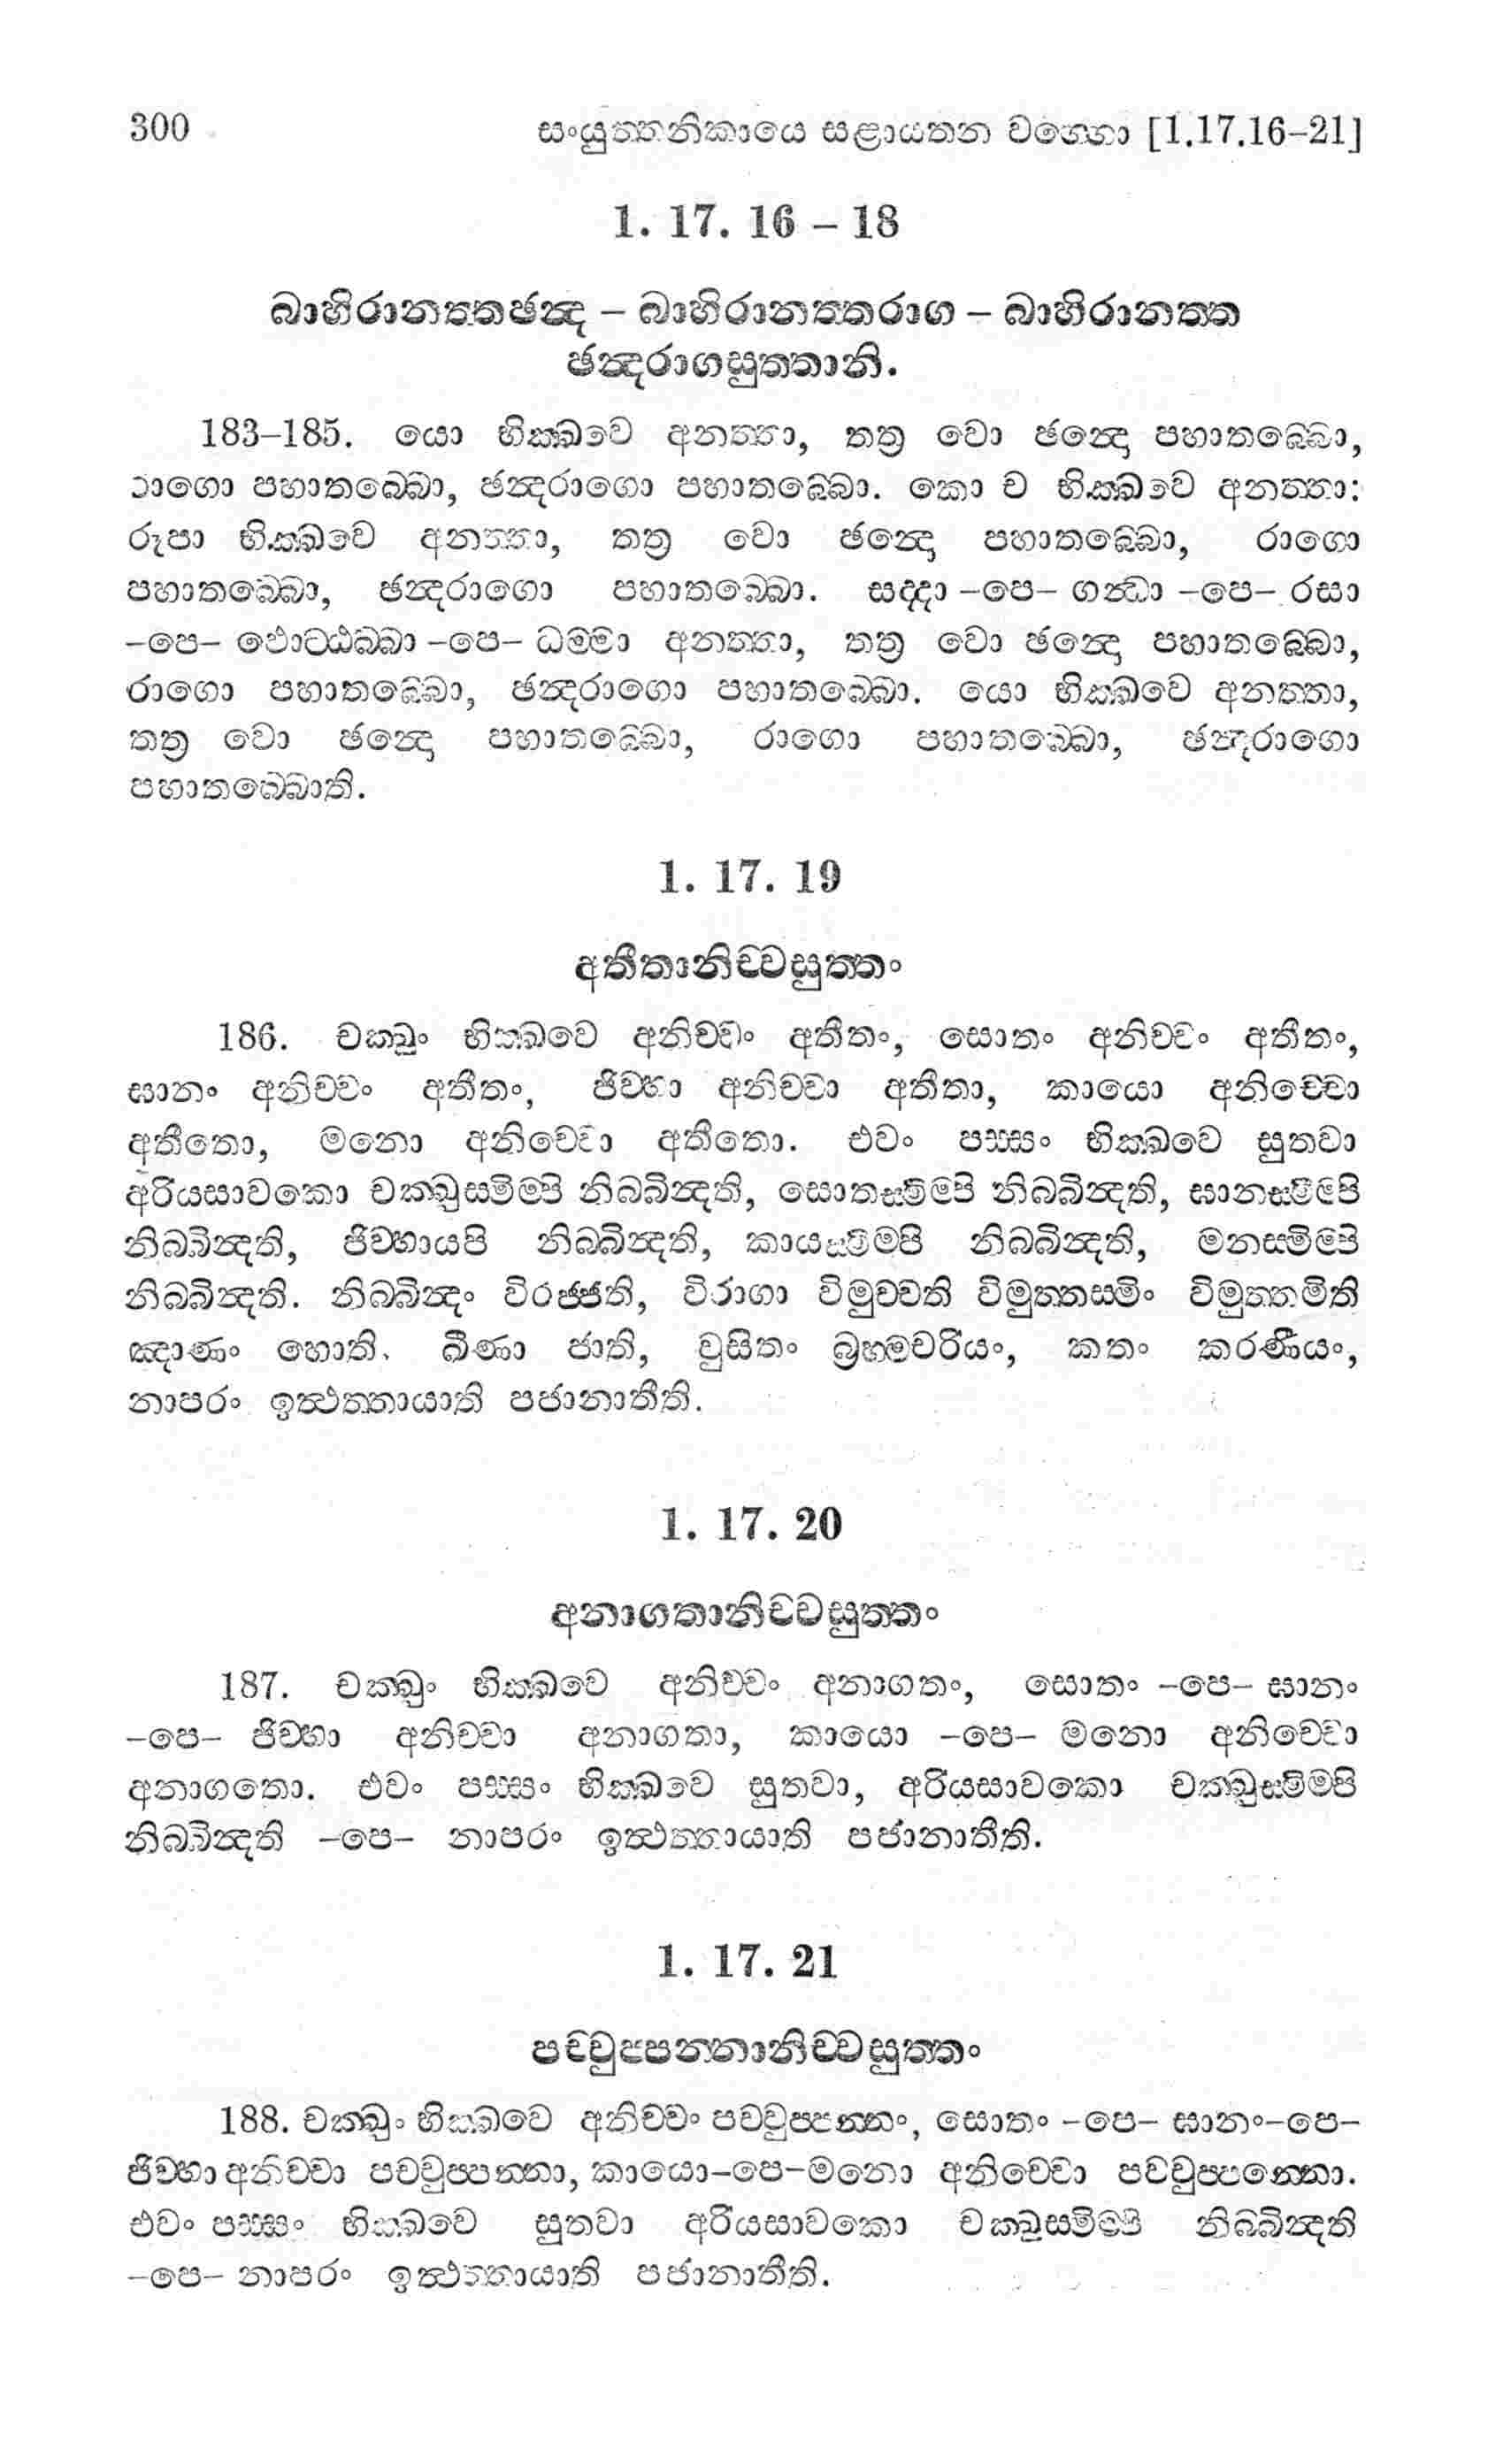 300 සංයුත්තනිකායෙ සළායතන වග්ගො [1.17.16–21]
1. 17. 16 – 18
බාහිරානත්තඡන්ද – බාහිරානත්තරාග – බාහිරානත්ත
ඡන්දරාගසුත්තානි.
183–185. යො භික්ඛවෙ අනත්තා, තත්‍ර වො ඡන්දො පහාතබ්බො,
රාගො පහාතබ්බො, ඡන්දරාගො පහාතබ්බො. කො ච භික්ඛවෙ අනත්තා:
රූපා භික්ඛවෙ අනත්තා, තත්‍ර වො ඡන්දො පහාතබ්බො, රාගො
පහාතබ්බො, ඡන්දරාගො පහාතබ්බො. සද්දා –පෙ– ගන්ධා –පෙ– රසා
–පෙ– ඵොට්ඨබ්බා –පෙ– ධම්මා අනත්තා, තත්‍ර වො ඡන්දො පහාතබ්බො,
රාගො පහාතබ්බො, ඡන්දරාගො පහාතබ්බො. යො භික්ඛවෙ අනත්තා,
තත්‍ර වො ඡන්දො පහාතබ්බො, රාගො පහාතබ්බො, ඡන්දරාගො
පහාතබ්බොති.
1. 17. 19
අතීතානිච්චසුත්තං
186. චක්ඛුං භික්ඛවෙ අනිච්චං අතීතං, සොතං අනිච්චං අතීතං,
ඝානං අනිච්චං අතීතං, ජිව්හා අනිච්චා අතීතා, කායො අනිච්චො
අතීතො, මනො අනිච්චො අතීතො. එවං පස්සං භික්ඛවෙ සුතවා
අරියසාවකො චක්ඛුස්මිම්පි නිබ්බින්දති, සොතස්මිම්පි නිබ්බින්දති, ඝානස්මිම්පි
නිබ්බින්දති, ජිව්හායපි නිබ්බින්දති, කායස්මිම්පි නිබ්බින්දති, මනස්මිම්පි
නිබ්බින්දති. නිබ්බින්දං විරජ්ජති, විරාගා විමුච්චති විමුත්තස්මිං විමුත්තමිති
ඤාණං හොති. ඛීණා ජාති, වුසිතං බ්‍රහ්මචරියං, කතං කරණීයං,
නාපරං ඉත්ථත්තායාති පජානාතීති.
1. 17. 20
අනාගතානිච්චසුත්තං
187. චක්ඛුං භික්ඛවෙ අනිච්චං අනාගතං, සොතං –පෙ– ඝානං
–පෙ– ජිව්හා අනිච්චා අනාගතා, කායො –පෙ– මනො අනිච්චො
අනාගතො. එවං පස්සං භික්ඛවෙ සුතවා, අරියසාවකො චක්ඛුස්මිම්පි
නිබ්බින්දති –පෙ– නාපරං ඉත්ථත්තායාති පජානාතීති.
1. 17. 21
පච්චුප්පන්නානිච්චසුත්තං
188. චක්ඛුං භික්ඛවෙ අනිච්චං පච්චුප්පන්නං, සොතං –පෙ– ඝානං–පෙ–
ජිව්හා අනිච්චා පච්චුප්පන්නා, කායො–පෙ–මනො අනිච්චො පච්චුප්පන්නො.
එවං පස්සං භික්ඛවෙ සුතවා අරියසාවකො චක්ඛුස්මිම්පි නිබ්බින්දති
–පෙ– නාපරං ඉත්ථත්තායාති පජානාතීති.